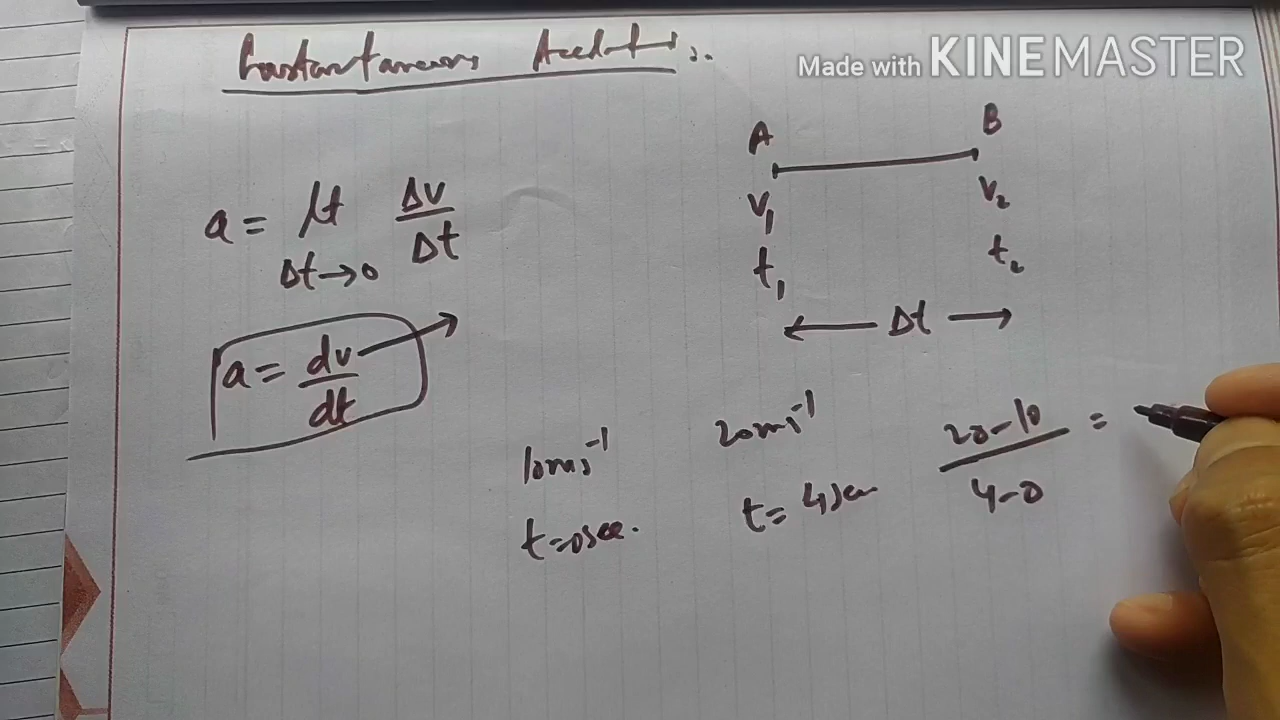 Instantaneous
Made with KINEMASTER
a = lt Δv/Δt
Δt→0
a = dv/dt
A B
v₁ v₂
t₁ t₂
← Δt →
10ms⁻¹ 20ms⁻¹ 20-10/4-0 =
t=0sec. t= 4sec